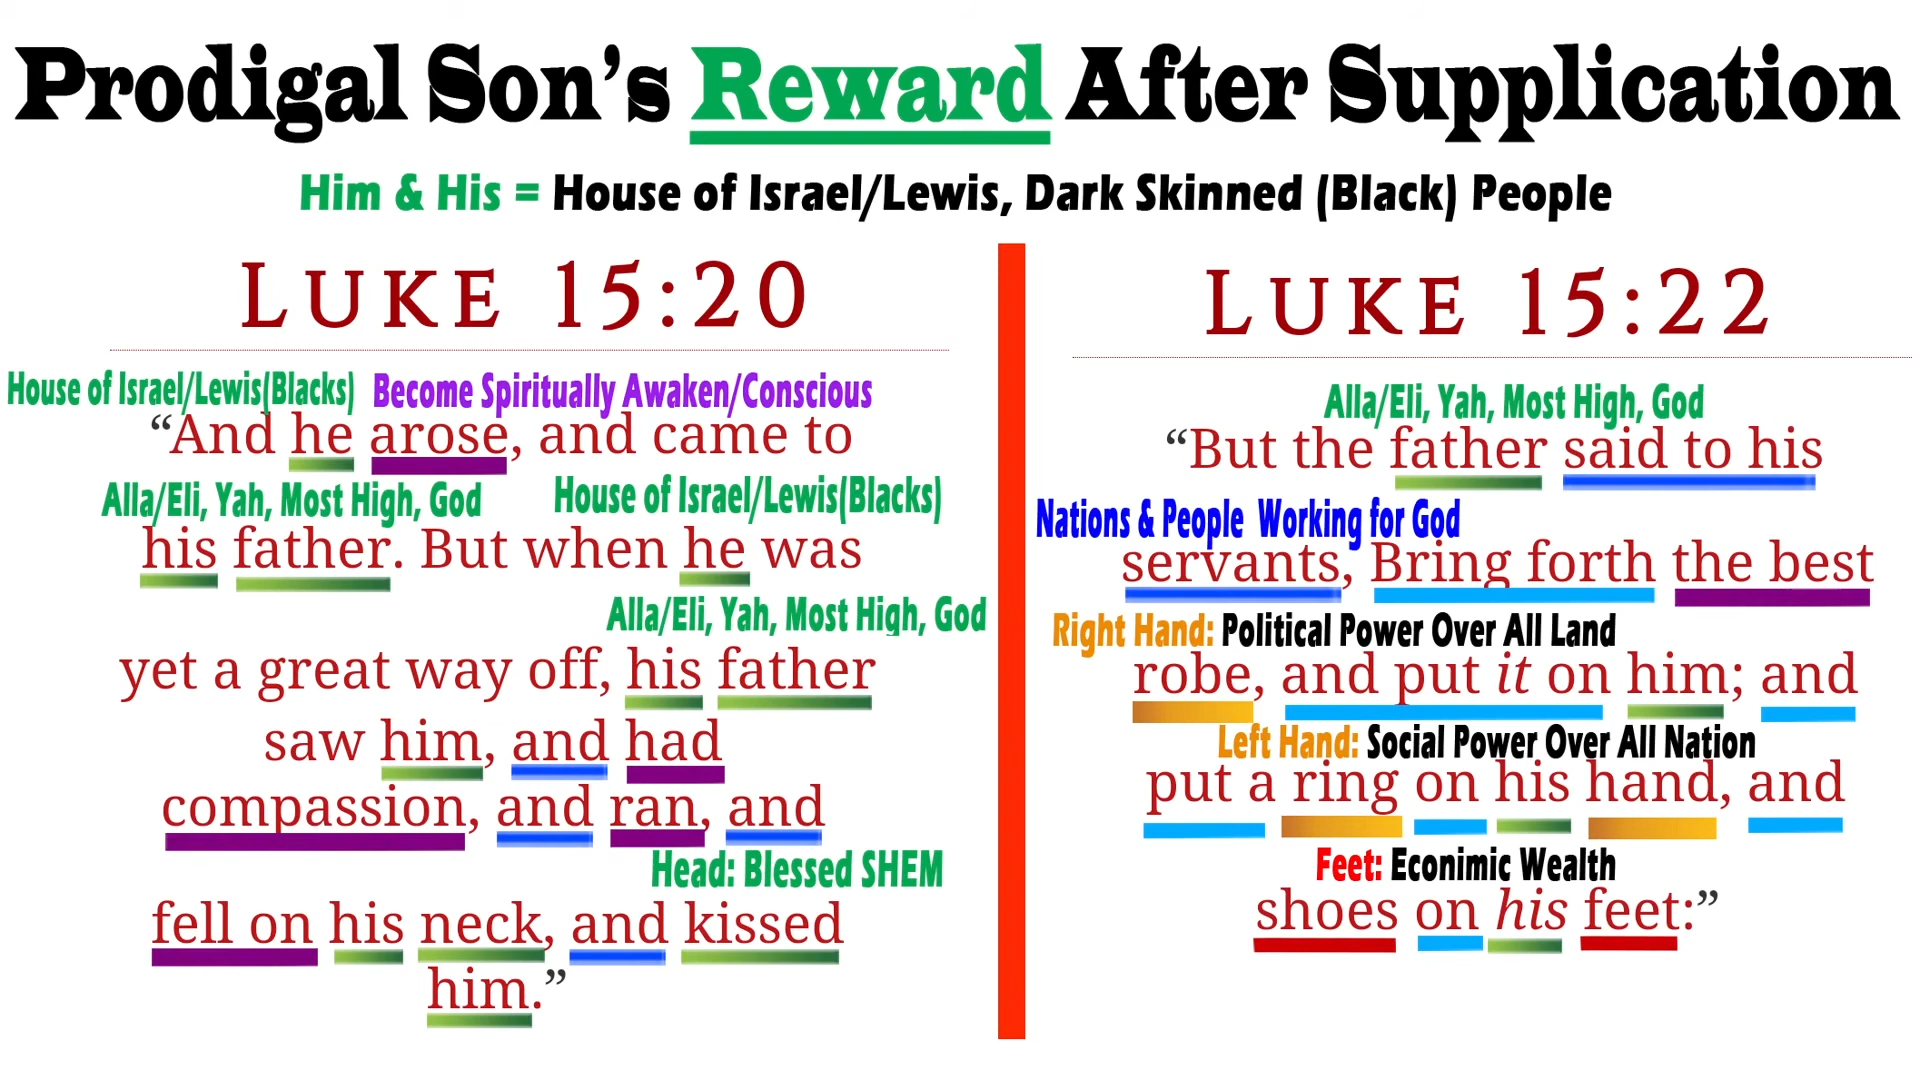 Prodigal Son’s Reward After Supplication
Him & His = House of Israel/Lewis, Dark Skinned (Black) People
LUKE 15:20
House of Israel/Lewis(Blacks) Become Spiritually Awaken/Conscious
“And he arose, and came to
Alla/Eli, Yah, Most High, God House of Israel/Lewis(Blacks)
his father. But when he was
Alla/Eli, Yah, Most High, God
yet a great way off, his father
saw him, and had
compassion, and ran, and
Head: Blessed SHEM
fell on his neck, and kissed
him.”
LUKE 15:22
Alla/Eli, Yah, Most High, God
“But the father said to his
Nations & People Working for God
servants, Bring forth the best
Right Hand: Political Power Over All Land
robe, and put it on him; and
Left Hand: Social Power Over All Nation
put a ring on his hand, and
Feet: Econimic Wealth
shoes on his feet:”